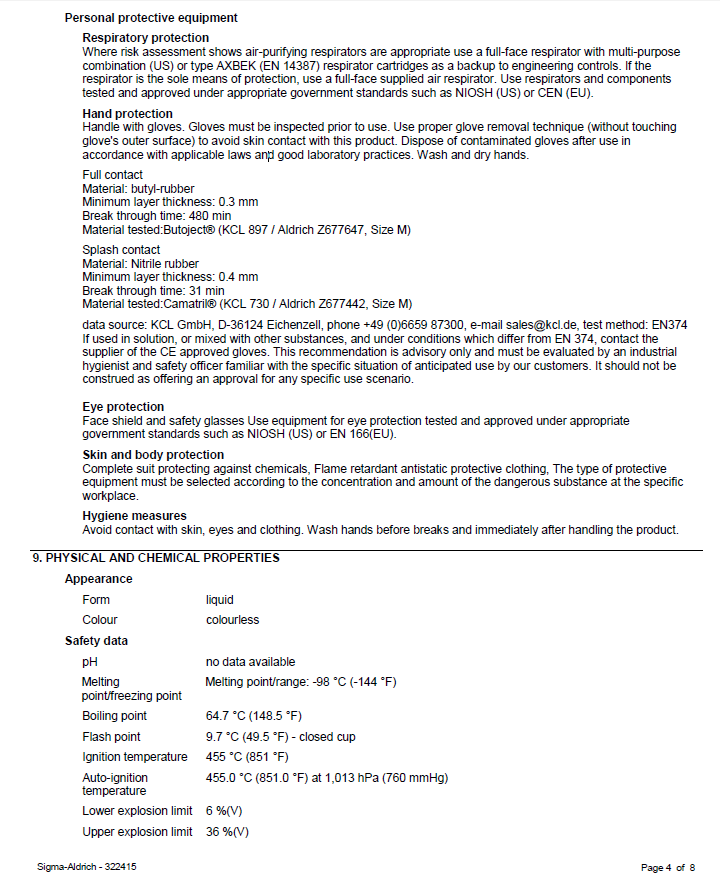 Personal protective equipment
Respiratory protection
Where risk assessment shows air-purifying respirators are appropriate use a full-face respirator with multi-purpose
combination (US) or type AXBEK (EN 14387) respirator cartridges as a backup to engineering controls. If the
respirator is the sole means of protection, use a full-face supplied air respirator. Use respirators and components
tested and approved under appropriate government standards such as NIOSH (US) or CEN (EU).
Hand protection
Handle with gloves. Gloves must be inspected prior to use. Use proper glove removal technique (without touching
glove's outer surface) to avoid skin contact with this product. Dispose of contaminated gloves after use in
accordance with applicable laws and good laboratory practices. Wash and dry hands.
Full contact
Material: butyl-rubber
Minimum layer thickness: 0.3 mm
Break through time: 480 min
Material tested:Butoject® (KCL 897 / Aldrich Z677647, Size M)
Splash contact
Material: Nitrile rubber
Minimum layer thickness: 0.4 mm
Break through time: 31 min
Material tested:Camatril® (KCL 730 / Aldrich Z677442, Size M)
data source: KCL GmbH, D-36124 Eichenzell, phone +49 (0)6659 87300, e-mail sales@kcl.de, test method: EN374
If used in solution, or mixed with other substances, and under conditions which differ from EN 374, contact the
supplier of the CE approved gloves. This recommendation is advisory only and must be evaluated by an industrial
hygienist and safety officer familiar with the specific situation of anticipated use by our customers. It should not be
construed as offering an approval for any specific use scenario.
Eye protection
Face shield and safety glasses Use equipment for eye protection tested and approved under appropriate
government standards such as NIOSH (US) or EN 166(EU).
Skin and body protection
Complete suit protecting against chemicals, Flame retardant antistatic protective clothing, The type of protective
equipment must be selected according to the concentration and amount of the dangerous substance at the specific
workplace.
Hygiene measures
Avoid contact with skin, eyes and clothing. Wash hands before breaks and immediately after handling the product.
9. PHYSICAL AND CHEMICAL PROPERTIES
Appearance
Form liquid
Colour colourless
Safety data
pH no data available
Melting Melting point/range: -98 °C (-144 °F)
point/freezing point
Boiling point 64.7 °C (148.5 °F)
Flash point 9.7 °C (49.5 °F) - closed cup
Ignition temperature 455 °C (851 °F)
Auto-ignition 455.0 °C (851.0 °F) at 1,013 hPa (760 mmHg)
temperature
Lower explosion limit 6 %(V)
Upper explosion limit 36 %(V)
Sigma-Aldrich - 322415 Page 4 of 8